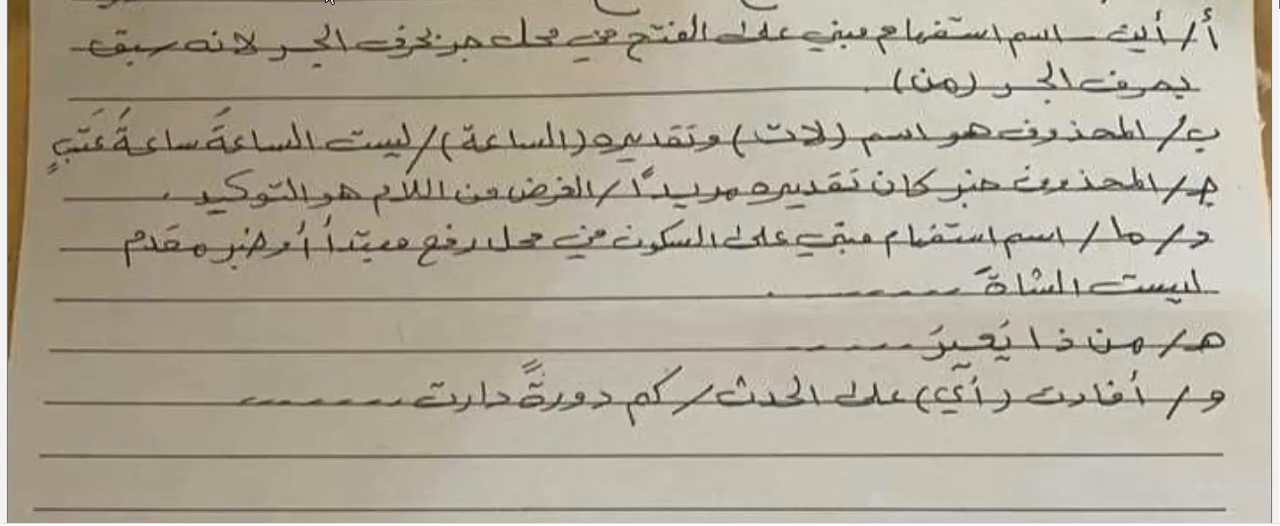 أ/ أين - اسم استفهام مبني على الفتح في محل جر بحرف الجر لانه سبق
بحرف الجر (من).
ب/ المحذوف هو اسم (لات) وتقديره (الساعة)/ ليست الساعةَ ساعةَ عَتَبٍ
جـ/ المحذوف خبر كان تقديره مريداً/ الغرض من اللام هو التوكيد.
د/ ما/ اسم استفهام مبني على السكون في محل رفع مبتدأ أو خبر مقدم
ليست الشاةَ ------.
هـ/ من ذا يُعيرَ -----
و/ أفادت (أي) على الحدث/ كم دورةً دارت ------